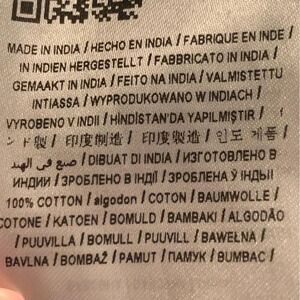 MADE IN INDIA / HECHO EN INDIA / FABRIQUE EN INDE /
IN INDIEN HERGESTELLT / FABBRICATO IN INDIA /
GEMAAKT IN INDIA / FEITO NA INDIA / VALMISTETTU
INTIASSA / WYPRODUKOWANO W INDIACH /
VYROBENO V INDII / HİNDİSTAN'DA YAPILMIŞTIR /
ンド製 / 印度制造 / 印度製造 / 인도 제품 /
صنع في الهند / DIBUAT DI INDIA / ИЗГОТОВЛЕНО В
ИНДИИ / ЗРОБЛЕНО В ІНДІЇ / ЗРОБЛЕНА Ў ІНДЫІ
100% COTTON / algodon / COTON / BAUMWOLLE /
COTONE / KATOEN / BOMULD / BAMBAKI / ALGODÃO
/ PUUVILLA / BOMULL / PUUVILL / BAWEŁNA /
BAVLNA / BOMBAŽ / PAMUT / ПАМУК / BUMBAC /